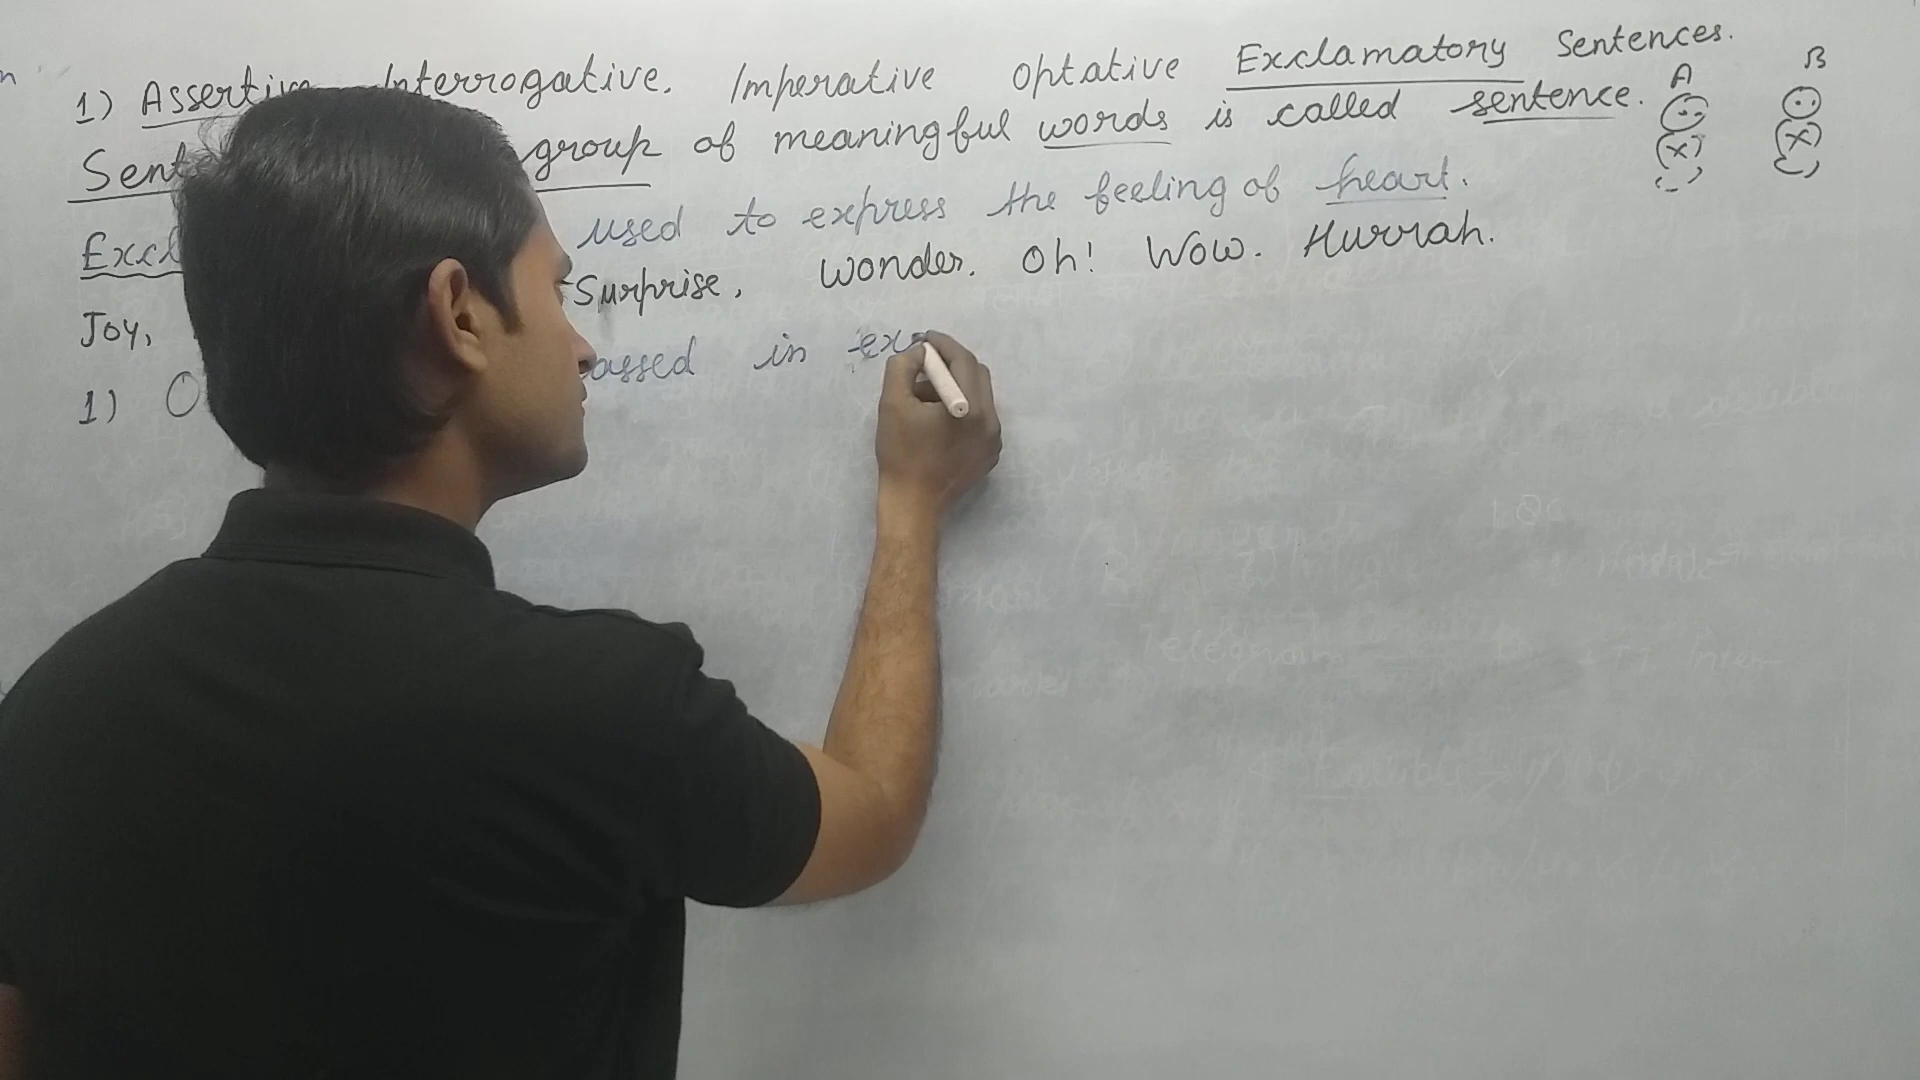 1) Assertive Interrogative. Imperative Optative Exclamatory Sentences. A B
Sent group of meaningful words is called sentence.
Excl used to express the feeling of heart.
Joy, Surprise, Wonder. Oh! Wow. Hurrah.
1) O assed in exc
Telegram